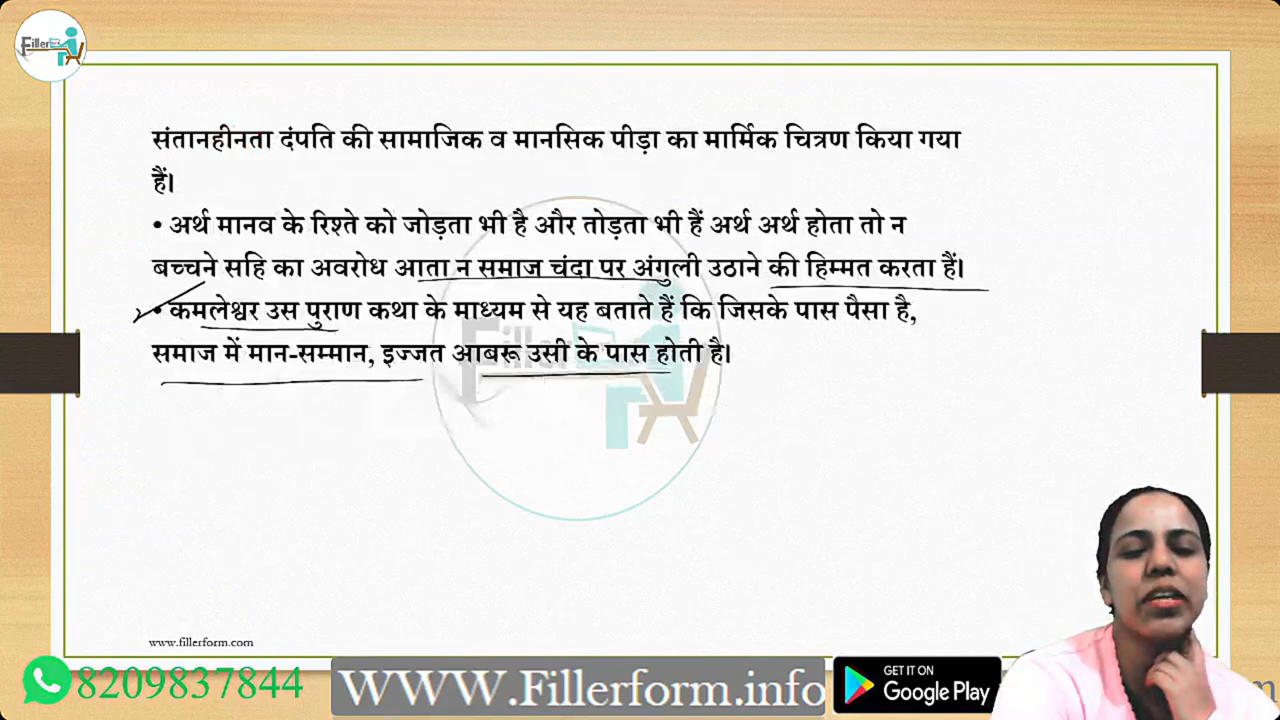 Filler
संतानहीनता दंपति की सामाजिक व मानसिक पीड़ा का मार्मिक चित्रण किया गया
हैं।
• अर्थ मानव के रिश्ते को जोड़ता भी है और तोड़ता भी हैं अर्थ अर्थ होता तो न
बच्चने सहि का अवरोध आता न समाज चंदा पर अंगुली उठाने की हिम्मत करता हैं।
• कमलेश्वर उस पुराण कथा के माध्यम से यह बताते हैं कि जिसके पास पैसा है,
समाज में मान-सम्मान, इज्जत आबरू उसी के पास होती है।
Filler
www.fillerform.com
8209837844
WWW.Fillerform.info
GET IT ON
Google Play